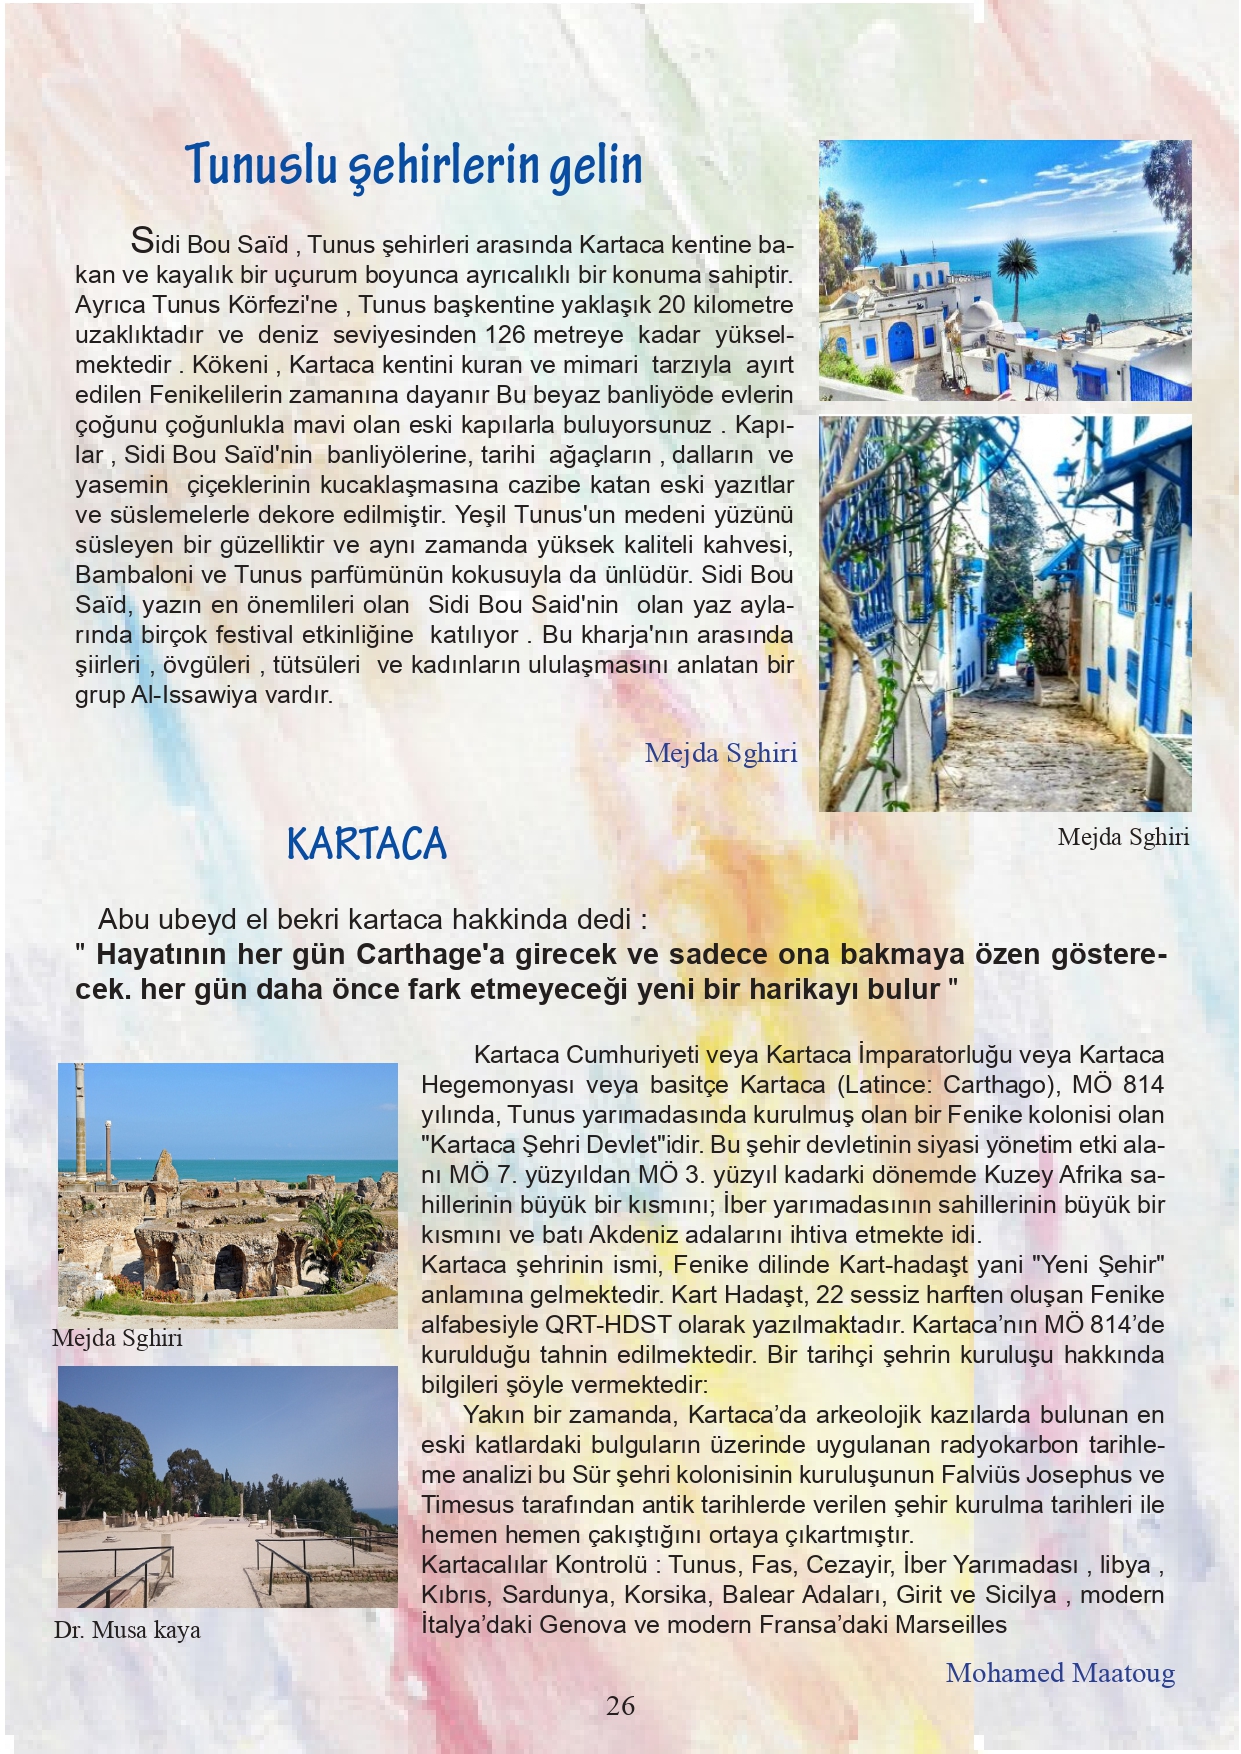 Tunuslu şehirlerin gelin
Sidi Bou Saïd , Tunus şehirleri arasında Kartaca kentine ba-
kan ve kayalık bir uçurum boyunca ayrıcalıklı bir konuma sahiptir.
Ayrıca Tunus Körfezi'ne , Tunus başkentine yaklaşık 20 kilometre
uzaklıktadır ve deniz seviyesinden 126 metreye kadar yüksel-
mektedir . Kökeni , Kartaca kentini kuran ve mimari tarzıyla ayırt
edilen Fenikelilerin zamanına dayanır Bu beyaz banliyöde evlerin
çoğunu çoğunlukla mavi olan eski kapılarla buluyorsunuz . Kapı-
lar , Sidi Bou Saïd'nin banliyölerine, tarihi ağaçların , dalların ve
yasemin çiçeklerinin kucaklaşmasına cazibe katan eski yazıtlar
ve süslemelerle dekore edilmiştir. Yeşil Tunus'un medeni yüzünü
süsleyen bir güzelliktir ve aynı zamanda yüksek kaliteli kahvesi,
Bambaloni ve Tunus parfümünün kokusuyla da ünlüdür. Sidi Bou
Saïd, yazın en önemlileri olan Sidi Bou Said'nin olan yaz ayla-
rında birçok festival etkinliğine katılıyor . Bu kharja'nın arasında
şiirleri , övgüleri , tütsüleri ve kadınların ululaşmasını anlatan bir
grup Al-Issawiya vardır.
Mejda Sghiri
Mejda Sghiri
KARTACA
Abu ubeyd el bekri kartaca hakkinda dedi :
" Hayatının her gün Carthage'a girecek ve sadece ona bakmaya özen göstere-
cek. her gün daha önce fark etmeyeceği yeni bir harikayı bulur "
Kartaca Cumhuriyeti veya Kartaca İmparatorluğu veya Kartaca
Hegemonyası veya basitçe Kartaca (Latince: Carthago), MÖ 814
yılında, Tunus yarımadasında kurulmuş olan bir Fenike kolonisi olan
"Kartaca Şehri Devlet"idir. Bu şehir devletinin siyasi yönetim etki ala-
nı MÖ 7. yüzyıldan MÖ 3. yüzyıl kadarki dönemde Kuzey Afrika sa-
hillerinin büyük bir kısmını; İber yarımadasının sahillerinin büyük bir
kısmını ve batı Akdeniz adalarını ihtiva etmekte idi.
Kartaca şehrinin ismi, Fenike dilinde Kart-hadaşt yani "Yeni Şehir"
anlamına gelmektedir. Kart Hadaşt, 22 sessiz harften oluşan Fenike
alfabesiyle QRT-HDST olarak yazılmaktadır. Kartaca’nın MÖ 814’de
kurulduğu tahnin edilmektedir. Bir tarihçi şehrin kuruluşu hakkında
bilgileri şöyle vermektedir:
Yakın bir zamanda, Kartaca’da arkeolojik kazılarda bulunan en
eski katlardaki bulguların üzerinde uygulanan radyokarbon tarihle-
me analizi bu Sür şehri kolonisinin kuruluşunun Falviüs Josephus ve
Timesus tarafından antik tarihlerde verilen şehir kurulma tarihleri ile
hemen hemen çakıştığını ortaya çıkartmıştır.
Kartacalılar Kontrolü : Tunus, Fas, Cezayir, İber Yarımadası , libya ,
Kıbrıs, Sardunya, Korsika, Balear Adaları, Girit ve Sicilya , modern
İtalya’daki Genova ve modern Fransa’daki Marseilles
Mejda Sghiri
Dr. Musa kaya
Mohamed Maatoug
26